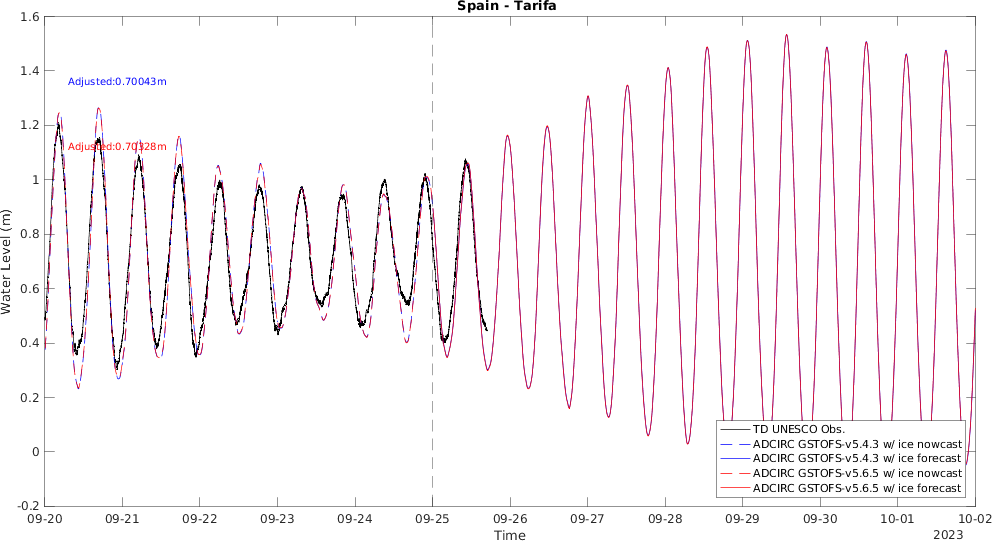 Spain - Tarifa
1.6
1.4
1.2
1
0.8
0.6
0.4
0.2
0
-0.2
Water Level (m)
Adjusted:0.70043m
Adjusted:0.70328m
TD UNESCO Obs.
ADCIRC GSTOFS-v5.4.3 w/ ice nowcast
ADCIRC GSTOFS-v5.4.3 w/ ice forecast
ADCIRC GSTOFS-v5.6.5 w/ ice nowcast
ADCIRC GSTOFS-v5.6.5 w/ ice forecast
09-20 09-21 09-22 09-23 09-24 09-25 09-26 09-27 09-28 09-29 09-30 10-01 10-02
Time
2023